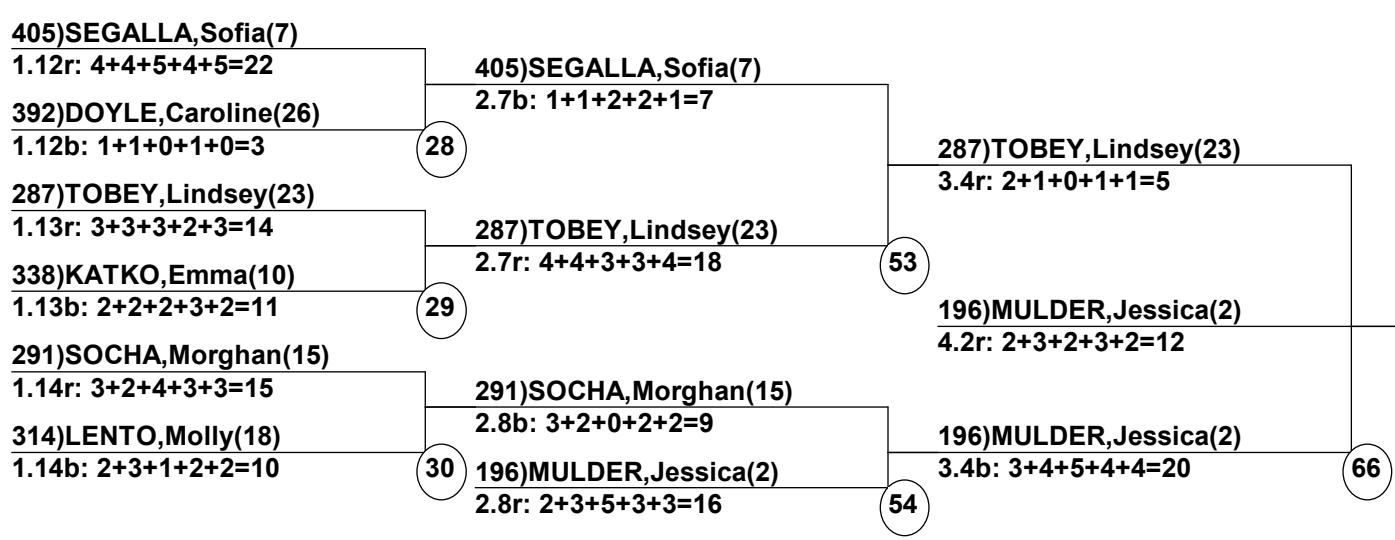 405)SEGALLA,Sofia(7)
1.12r: 4+4+5+4+5=22
392)DOYLE,Caroline(26)
1.12b: 1+1+0+1+0=3
28
287)TOBEY,Lindsey(23)
1.13r: 3+3+3+2+3=14
338)KATKO,Emma(10)
1.13b: 2+2+2+3+2=11
29
291)SOCHA,Morghan(15)
1.14r: 3+2+4+3+3=15
314)LENTO,Molly(18)
1.14b: 2+3+1+2+2=10
30
405)SEGALLA,Sofia(7)
2.7b: 1+1+2+2+1=7
287)TOBEY,Lindsey(23)
2.7r: 4+4+3+3+4=18
53
291)SOCHA,Morghan(15)
2.8b: 3+2+0+2+2=9
196)MULDER,Jessica(2)
2.8r: 2+3+5+3+3=16
54
287)TOBEY,Lindsey(23)
3.4r: 2+1+0+1+1=5
196)MULDER,Jessica(2)
4.2r: 2+3+2+3+2=12
196)MULDER,Jessica(2)
3.4b: 3+4+5+4+4=20
66